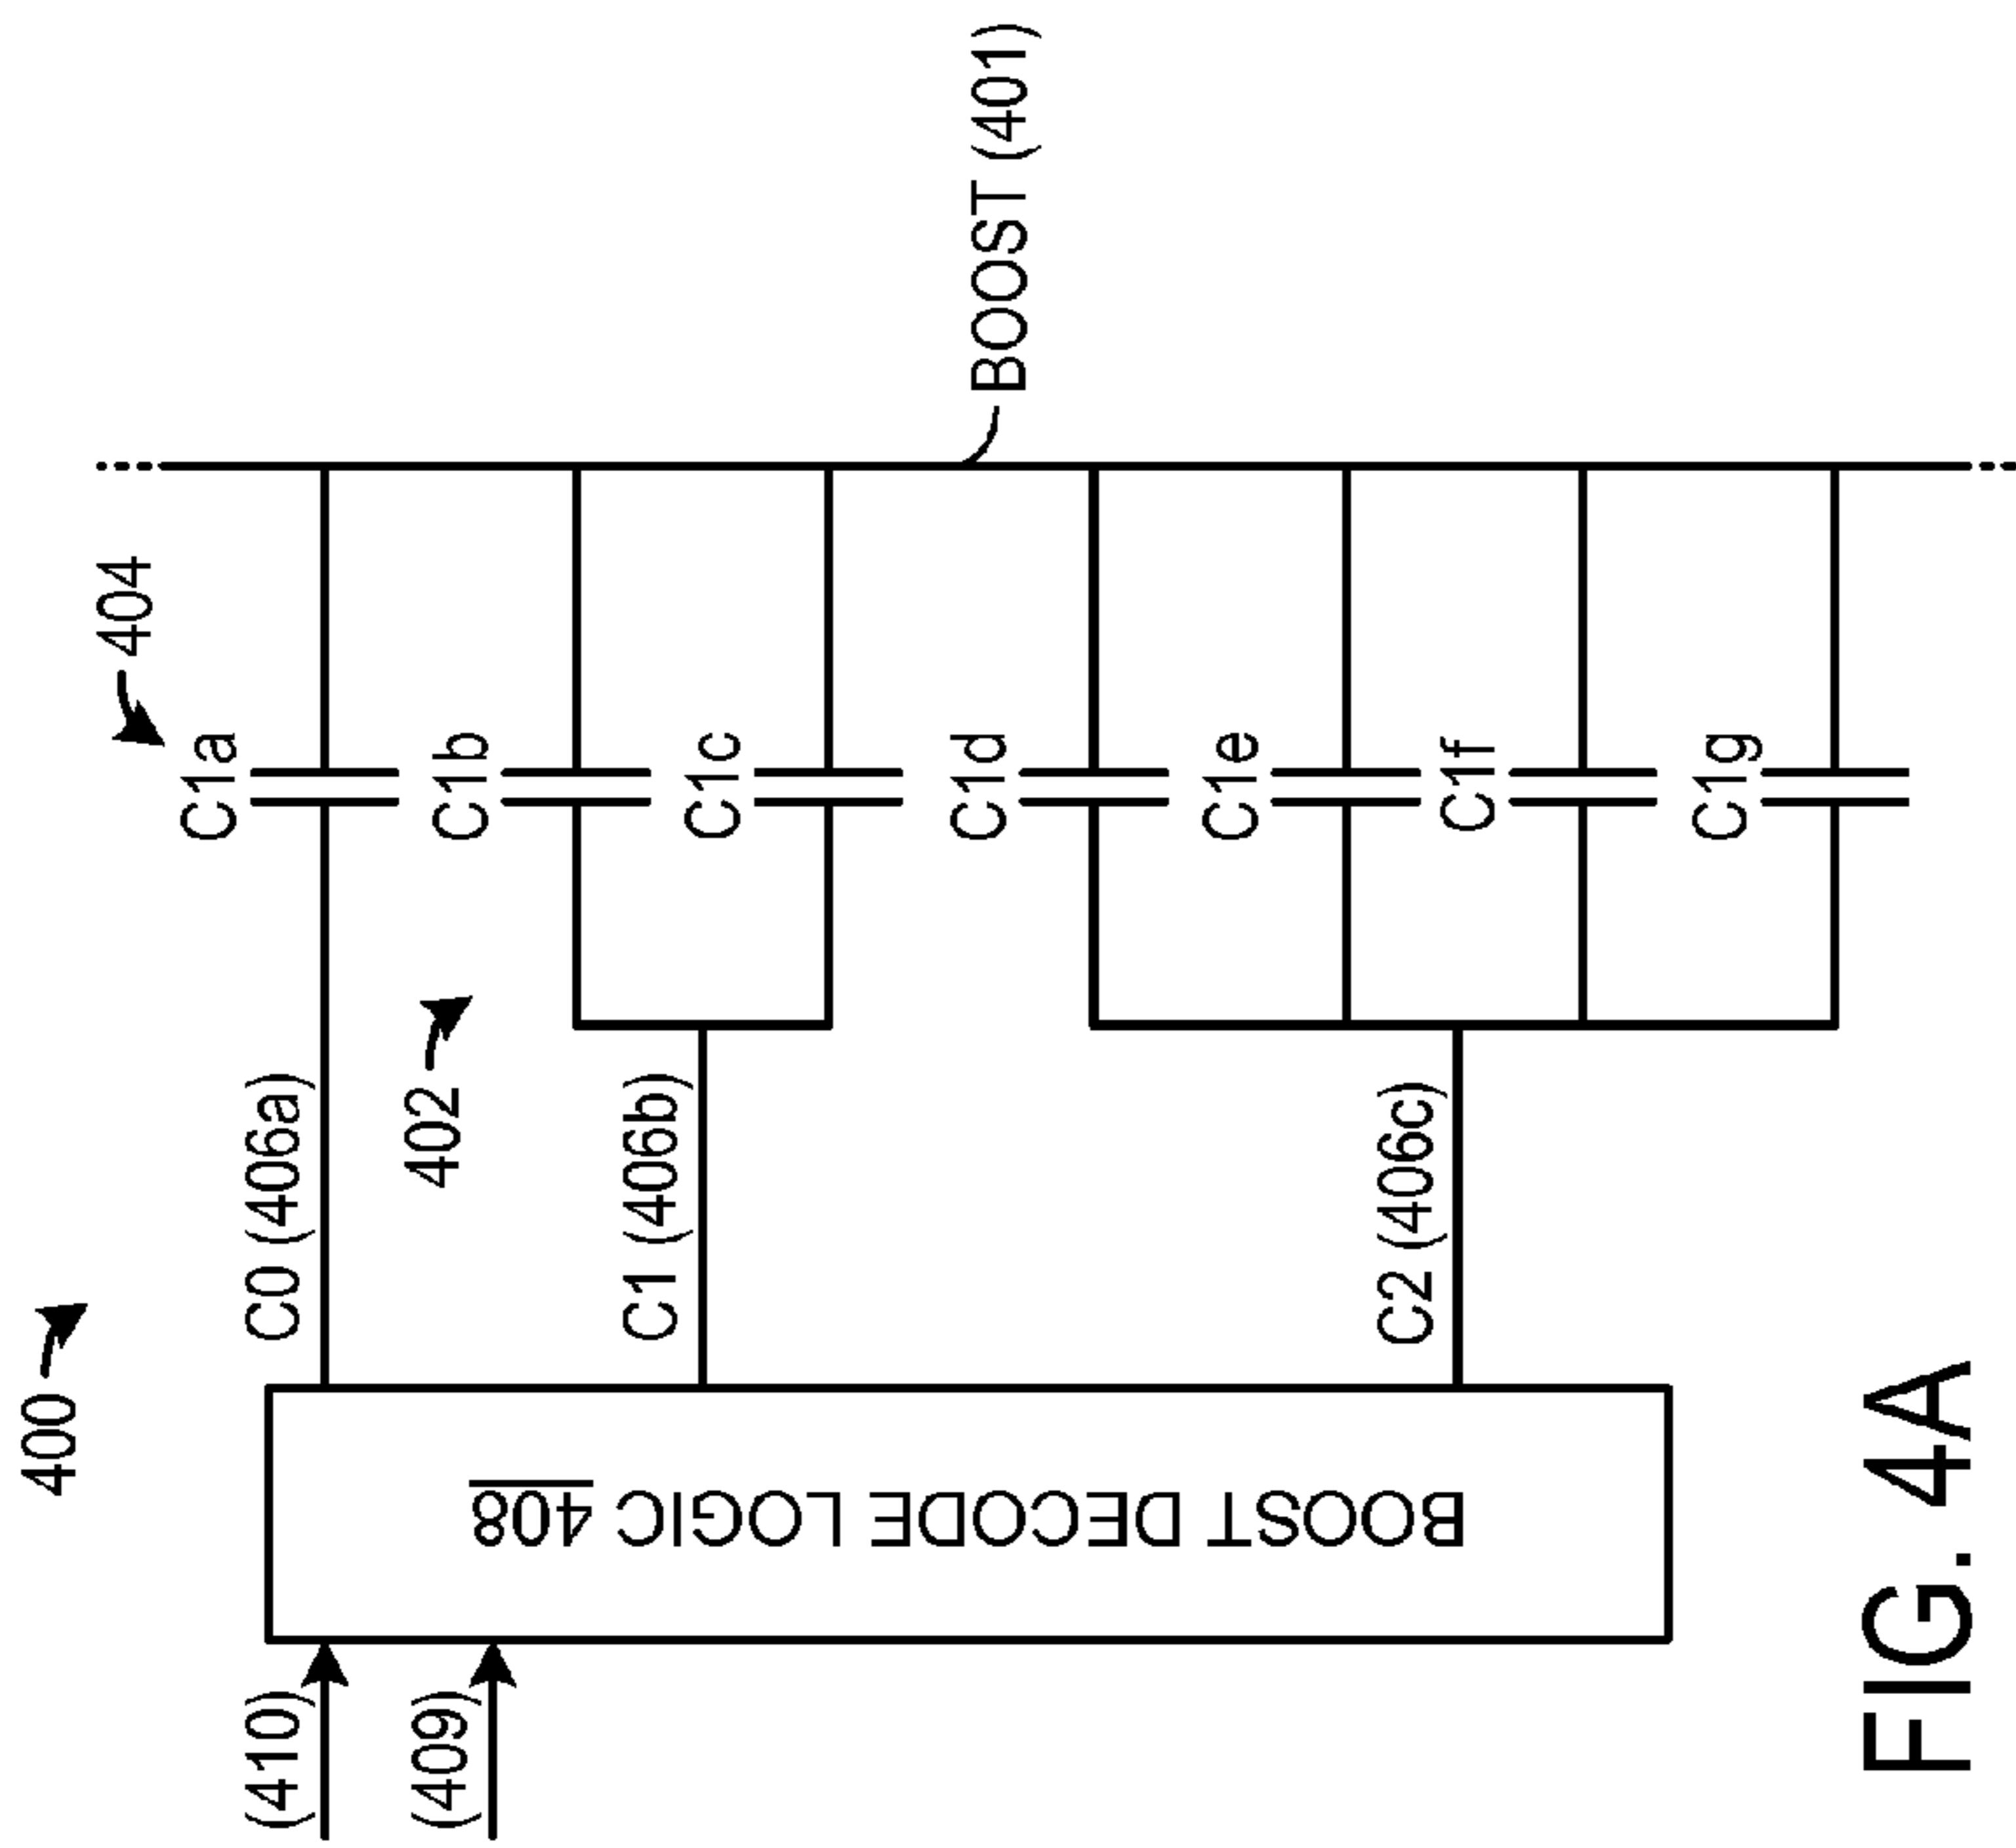 400
404
C1a
C0 (406a)
(410)
C1b
402
(409)
C1c
C1 (406b)
BOOST DECODE LOGIC 408
BOOST (401)
C1d
C1e
C1f
C2 (406c)
C1g
FIG. 4A